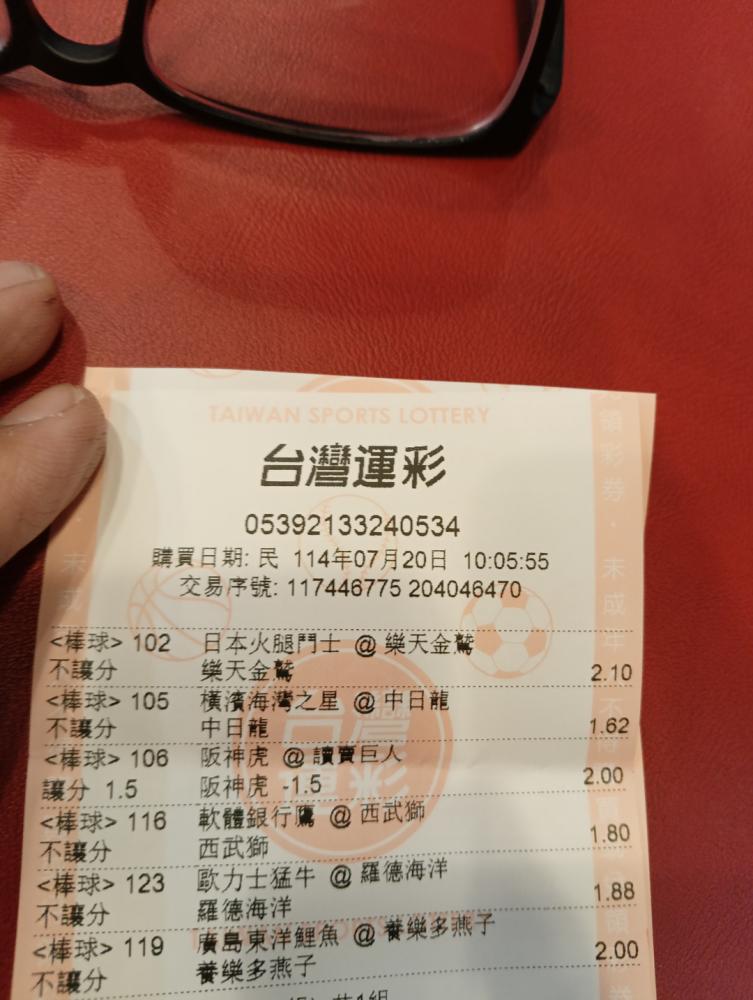 TAIWAN SPORTS LOTTERY
台灣運彩
05392133240534
購買日期: 民 114年07月20日 10:05:55
交易序號: 117446775 204046470
<棒球> 102 日本火腿鬥士 @ 樂天金鷲
不讓分 樂天金鷲 2.10
<棒球> 105 橫濱海灣之星 @ 中日龍
不讓分 中日龍 1.62
<棒球> 106 阪神虎 @ 讀賣巨人
讓分 1.5 阪神虎 -1.5 2.00
<棒球> 116 軟體銀行鷹 @ 西武獅
不讓分 西武獅 1.80
<棒球> 123 歐力士猛牛 @ 羅德海洋
不讓分 羅德海洋 1.88
<棒球> 119 廣島東洋鯉魚 @ 養樂多燕子
不讓分 養樂多燕子 2.00